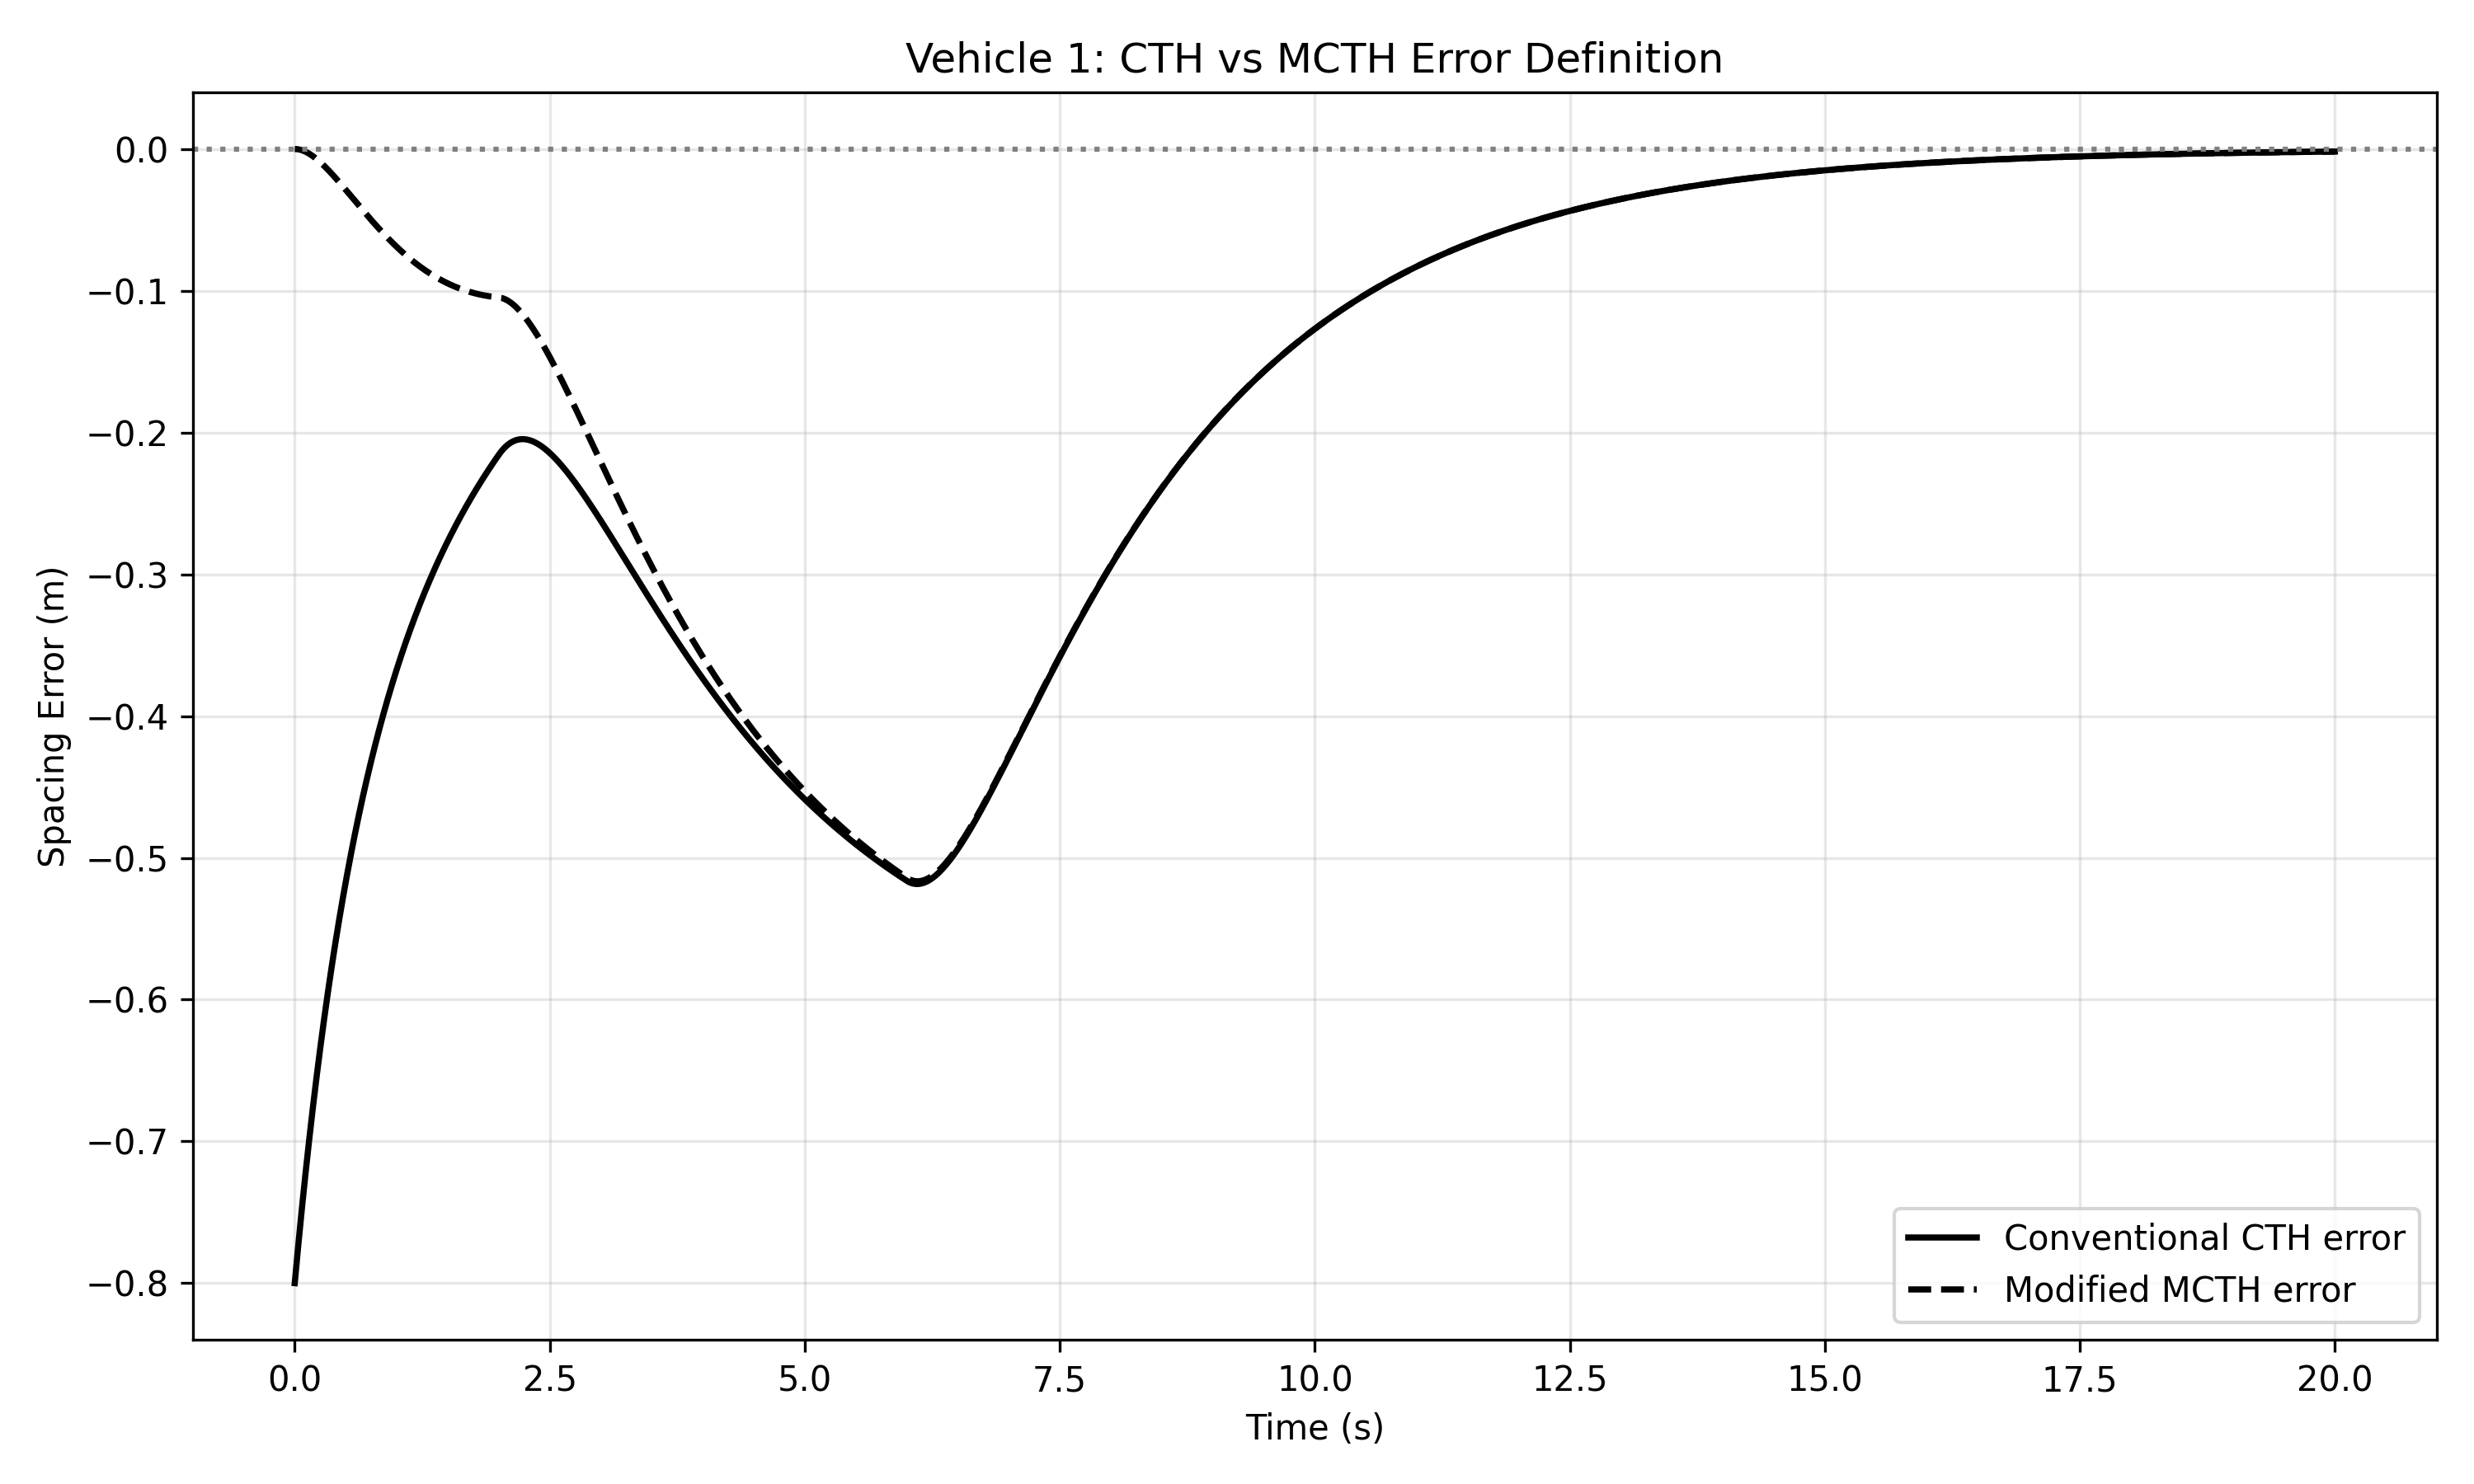 Vehicle 1: CTH vs MCTH Error Definition
Spacing Error (m)
0.0
−0.1
−0.2
−0.3
−0.4
−0.5
−0.6
−0.7
−0.8
Conventional CTH error
Modified MCTH error
0.0 2.5 5.0 7.5 10.0 12.5 15.0 17.5 20.0
Time (s)